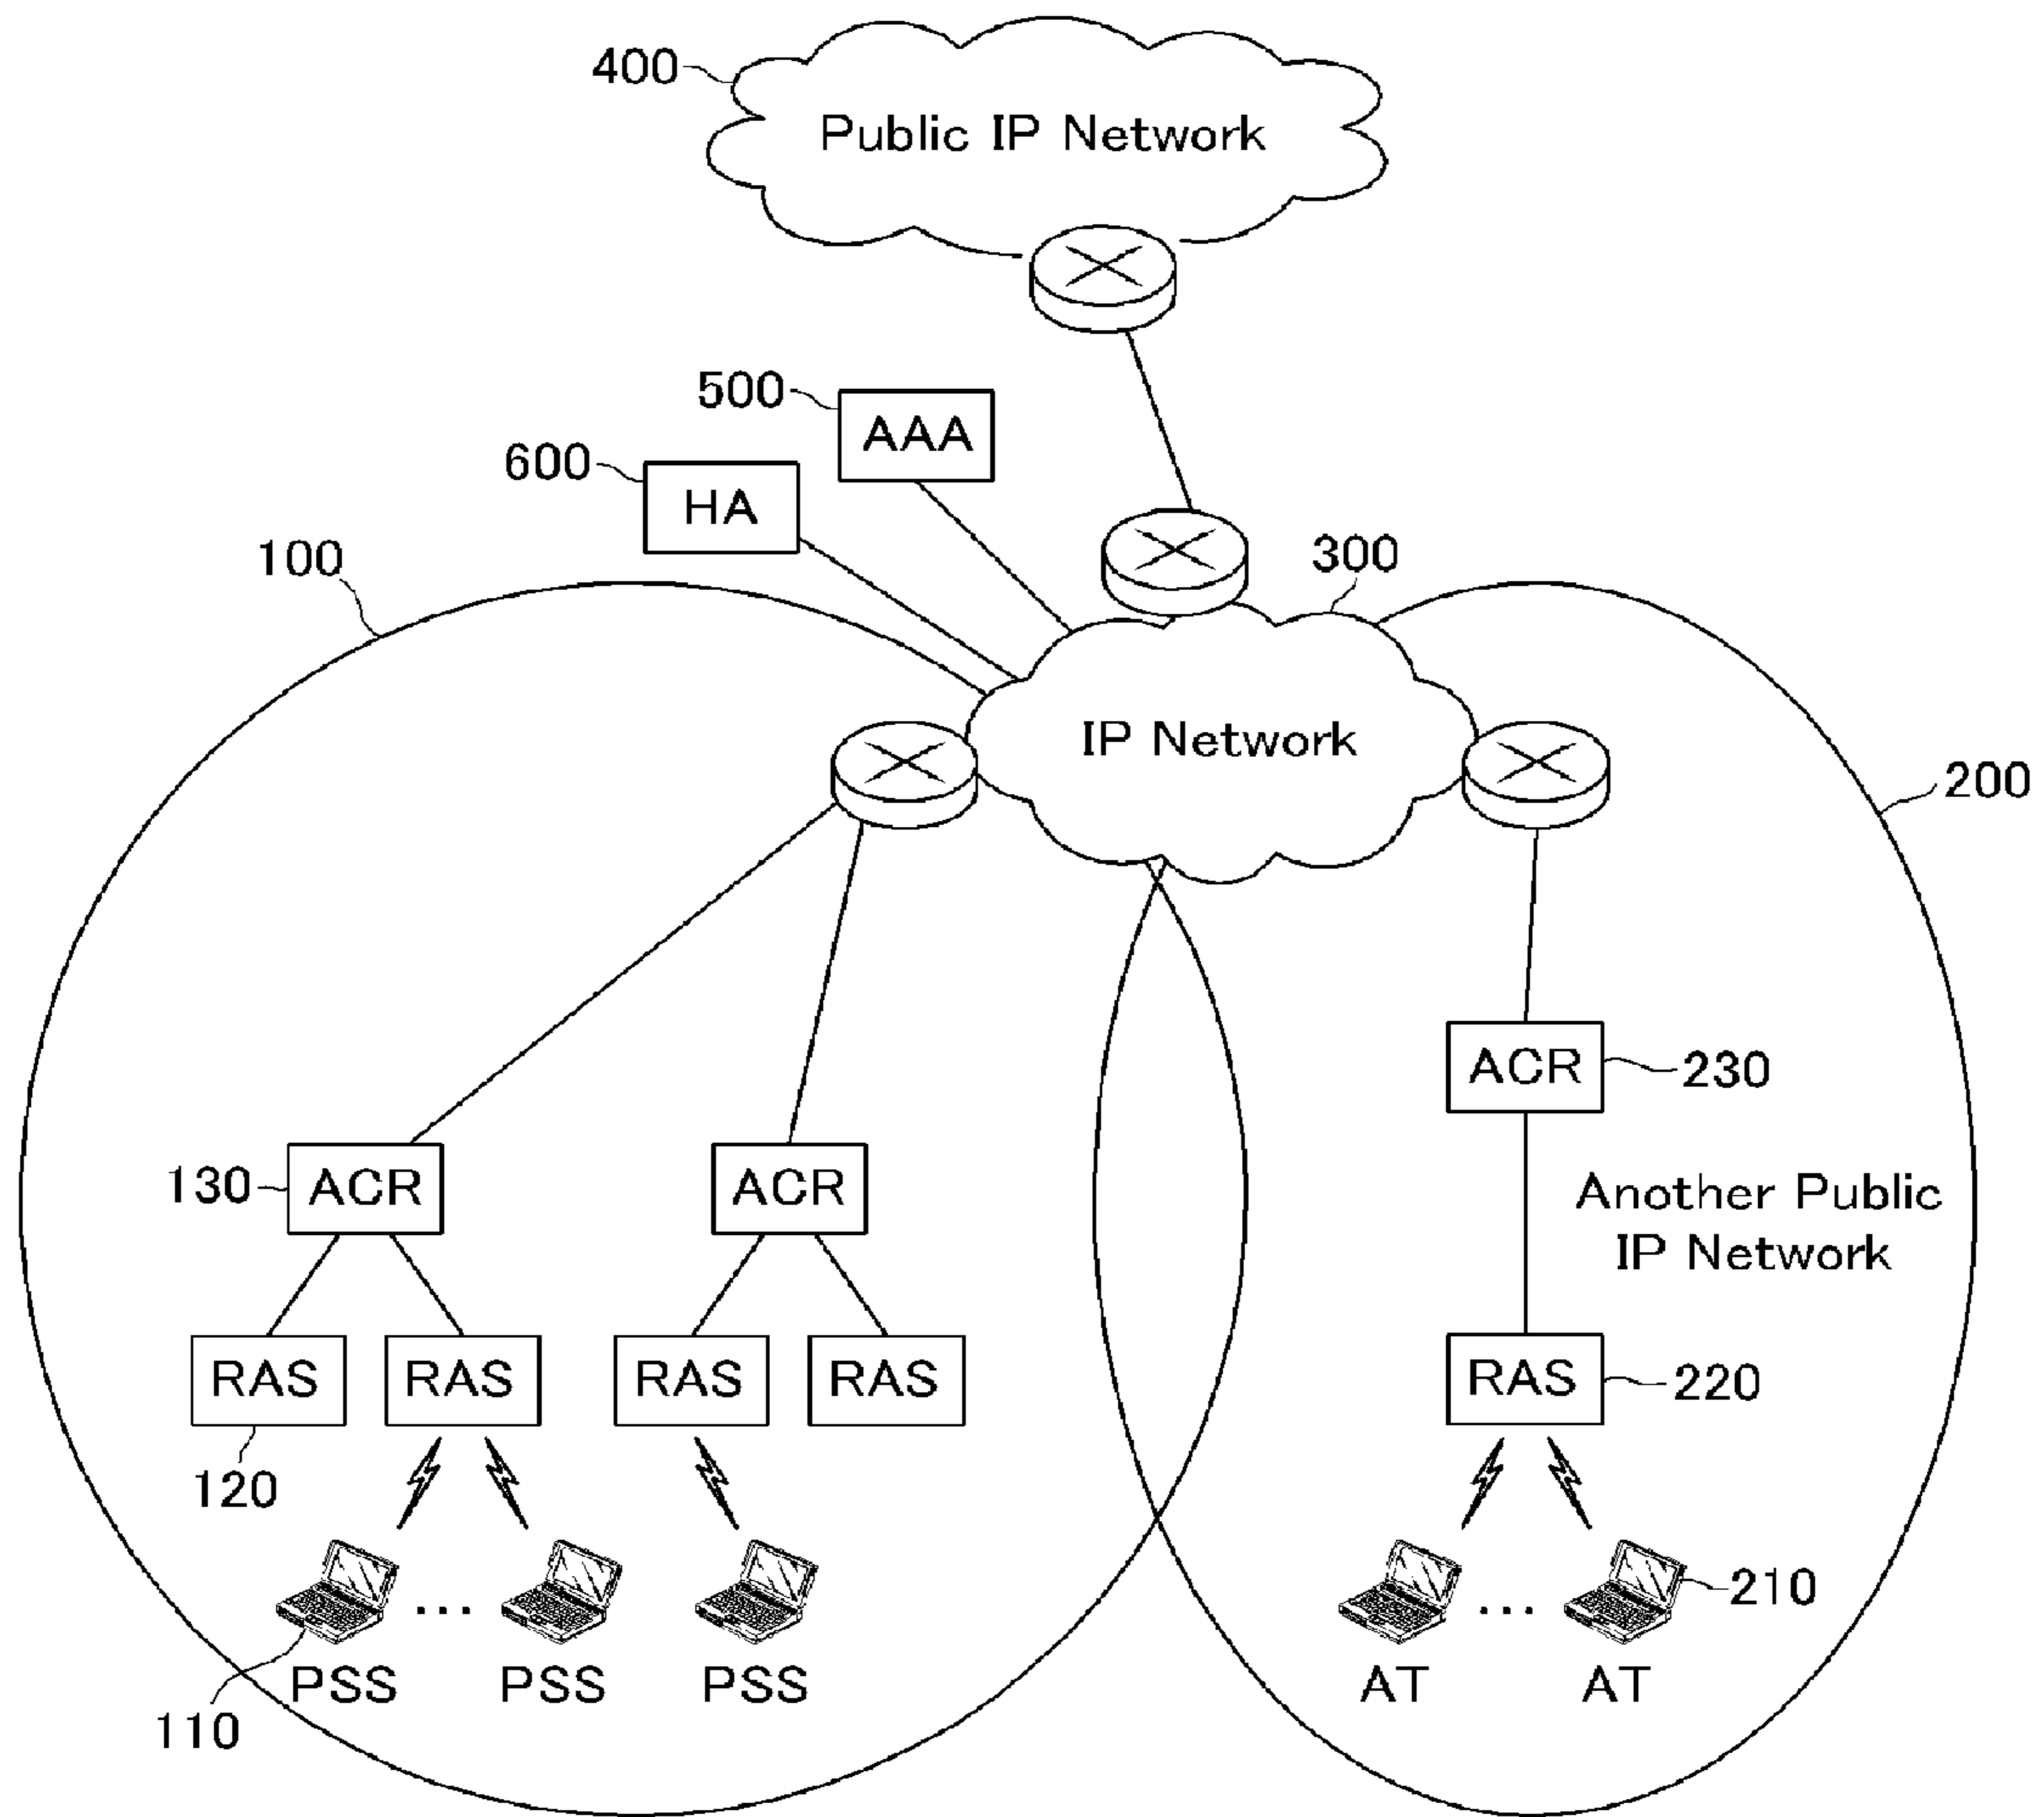 400
Public IP Network
500
AAA
600
HA
100
300
IP Network
200
ACR
230
130
ACR
ACR
Another Public
IP Network
RAS
RAS
RAS
RAS
RAS
220
120
210
...
...
PSS
PSS
PSS
AT
AT
110